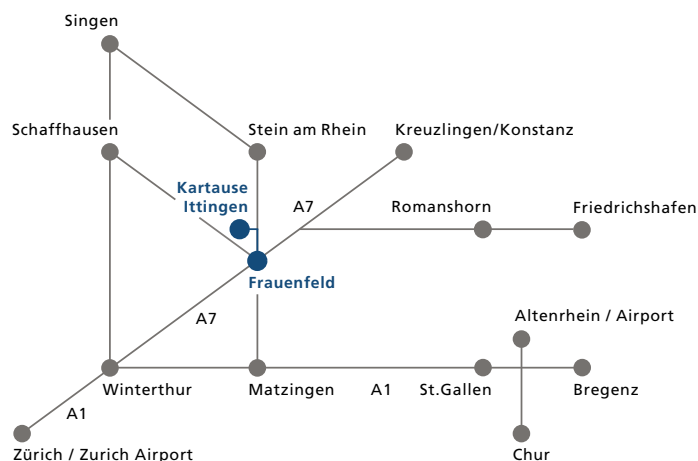 Singen
Schaffhausen
Stein am Rhein
Kreuzlingen/Konstanz
Kartause
Ittingen
A7
Romanshorn
Friedrichshafen
Frauenfeld
A7
Altenrhein / Airport
Winterthur
Matzingen
A1
St.Gallen
Bregenz
A1
Zürich / Zurich Airport
Chur